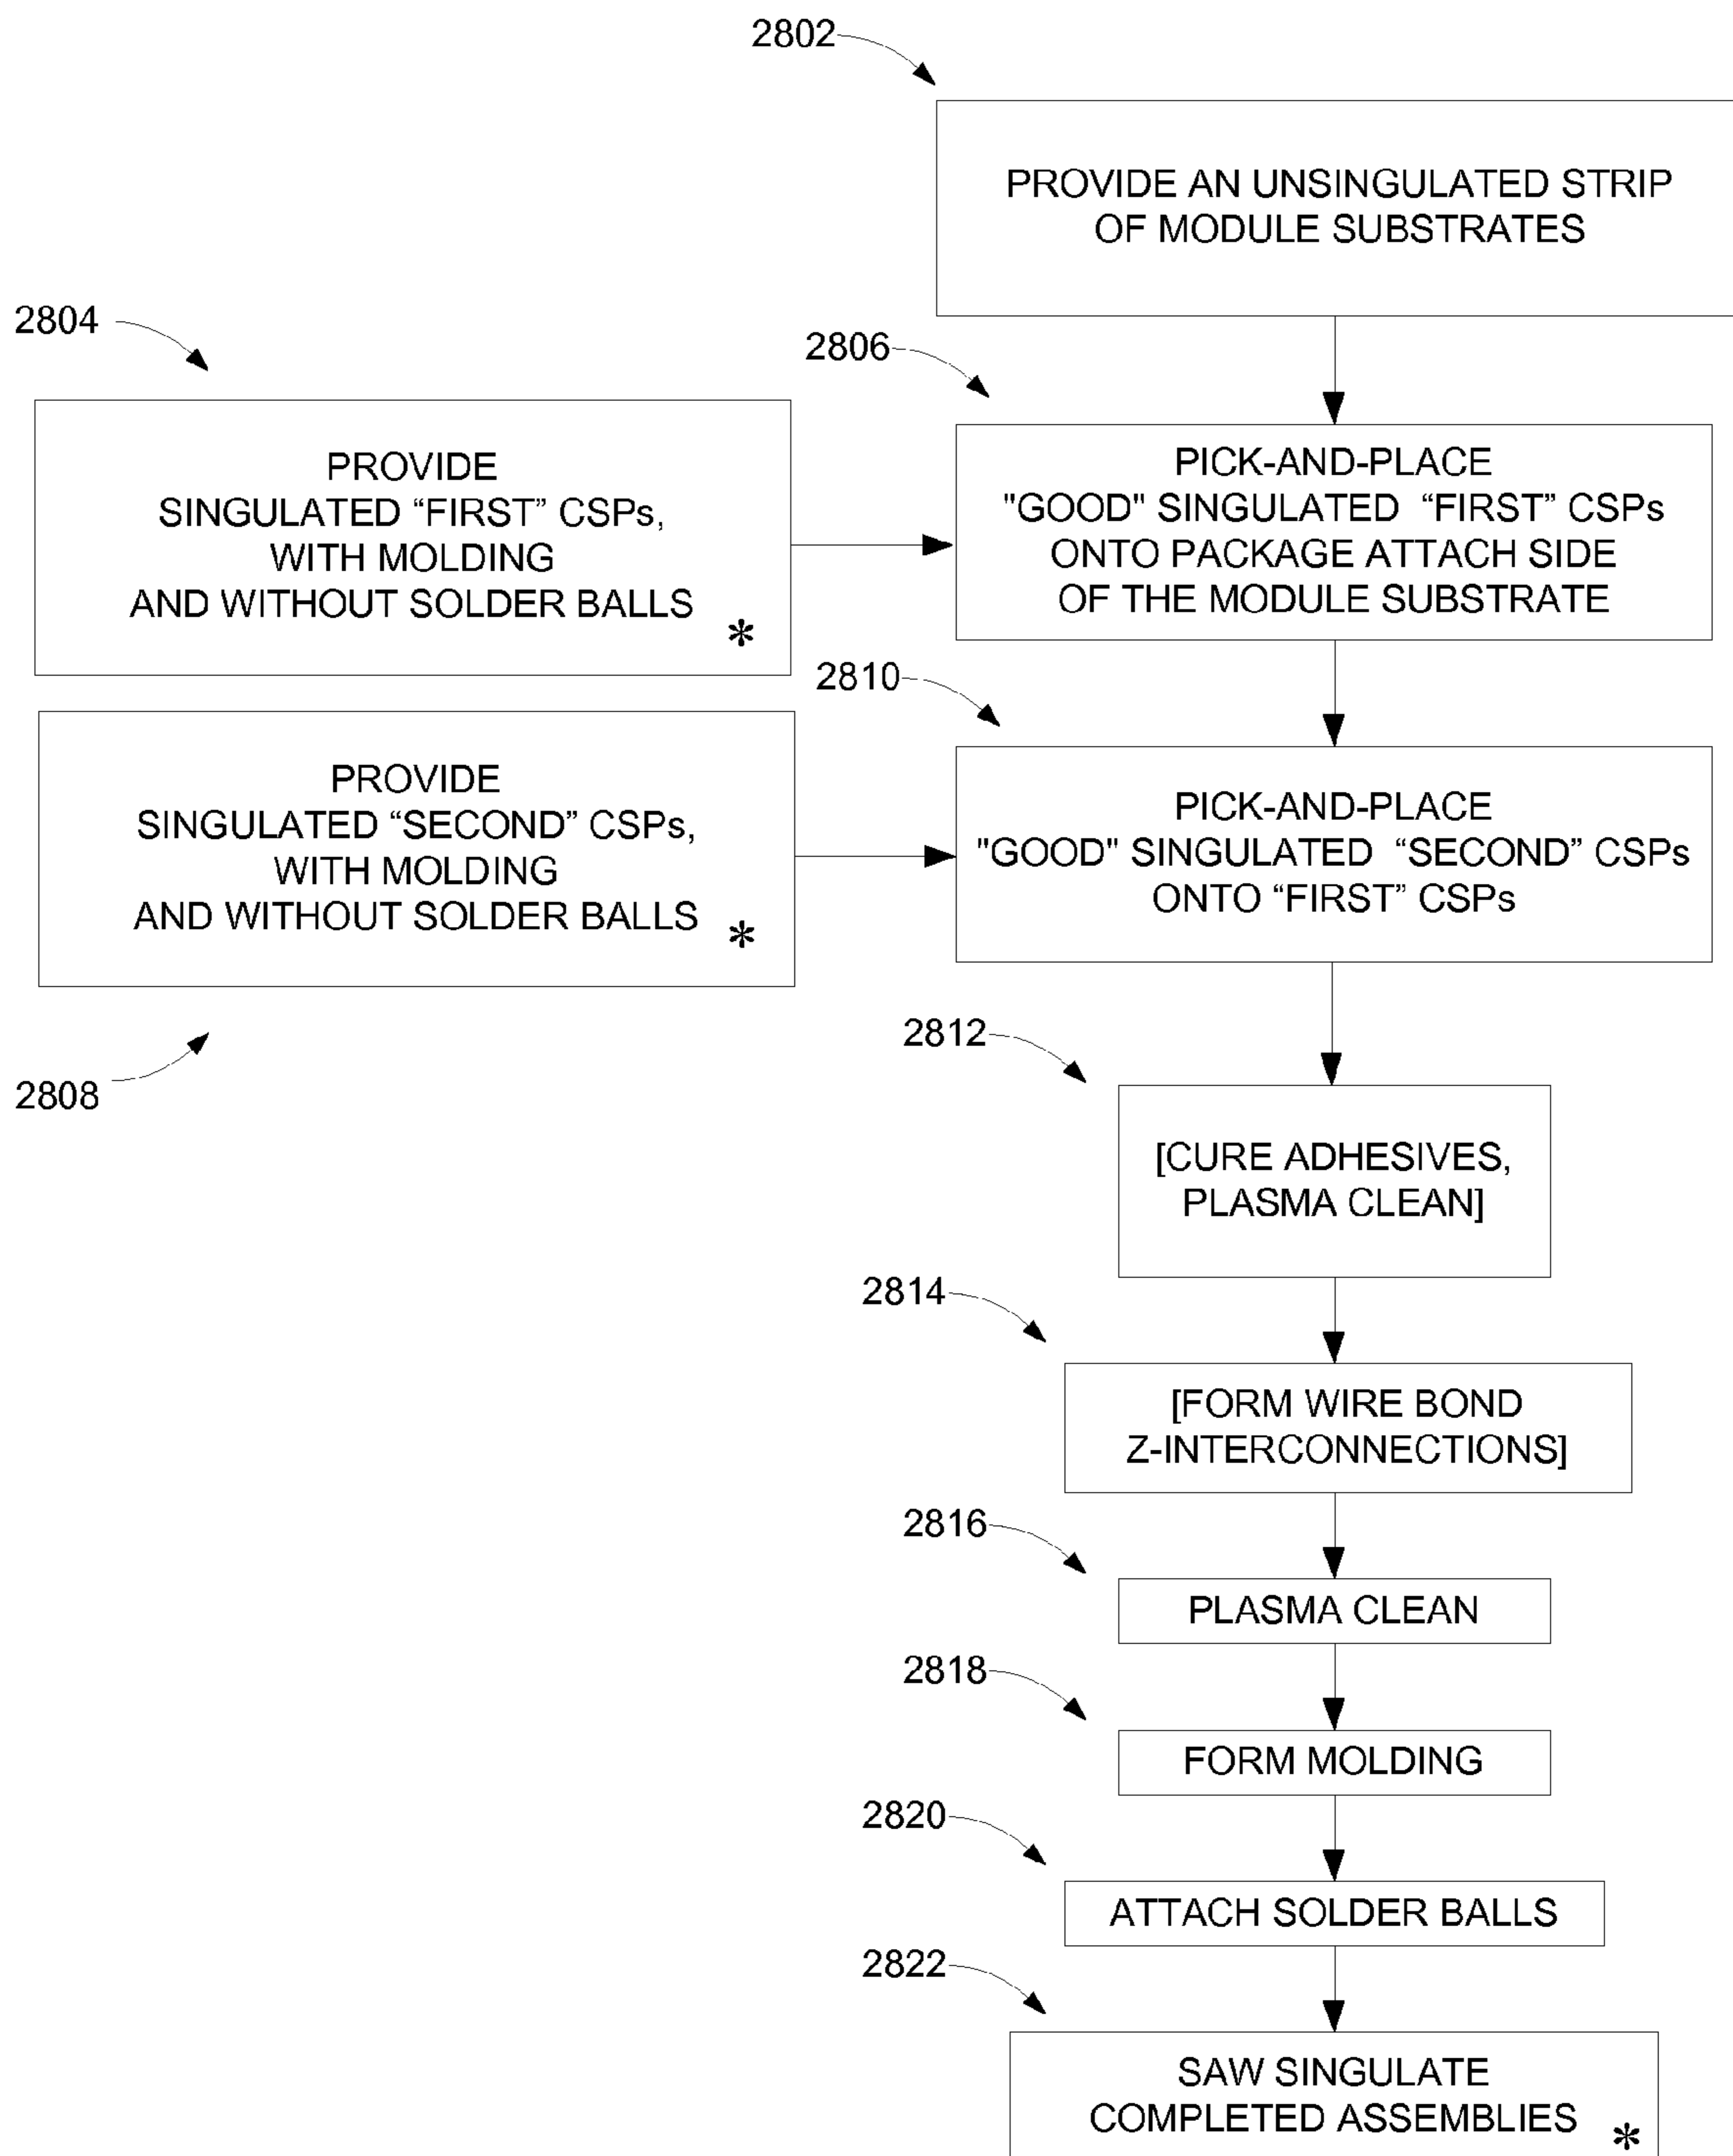 2802
PROVIDE AN UNSINGULATED STRIP
OF MODULE SUBSTRATES
2804
PROVIDE
SINGULATED “FIRST” CSPs,
WITH MOLDING
AND WITHOUT SOLDER BALLS
*
2806
PICK-AND-PLACE
"GOOD" SINGULATED “FIRST” CSPs
ONTO PACKAGE ATTACH SIDE
OF THE MODULE SUBSTRATE
2808
PROVIDE
SINGULATED “SECOND” CSPs,
WITH MOLDING
AND WITHOUT SOLDER BALLS
*
2810
PICK-AND-PLACE
"GOOD" SINGULATED “SECOND” CSPs
ONTO “FIRST” CSPs
2812
[CURE ADHESIVES,
PLASMA CLEAN]
2814
[FORM WIRE BOND
Z-INTERCONNECTIONS]
2816
PLASMA CLEAN
2818
FORM MOLDING
2820
ATTACH SOLDER BALLS
2822
SAW SINGULATE
COMPLETED ASSEMBLIES
*